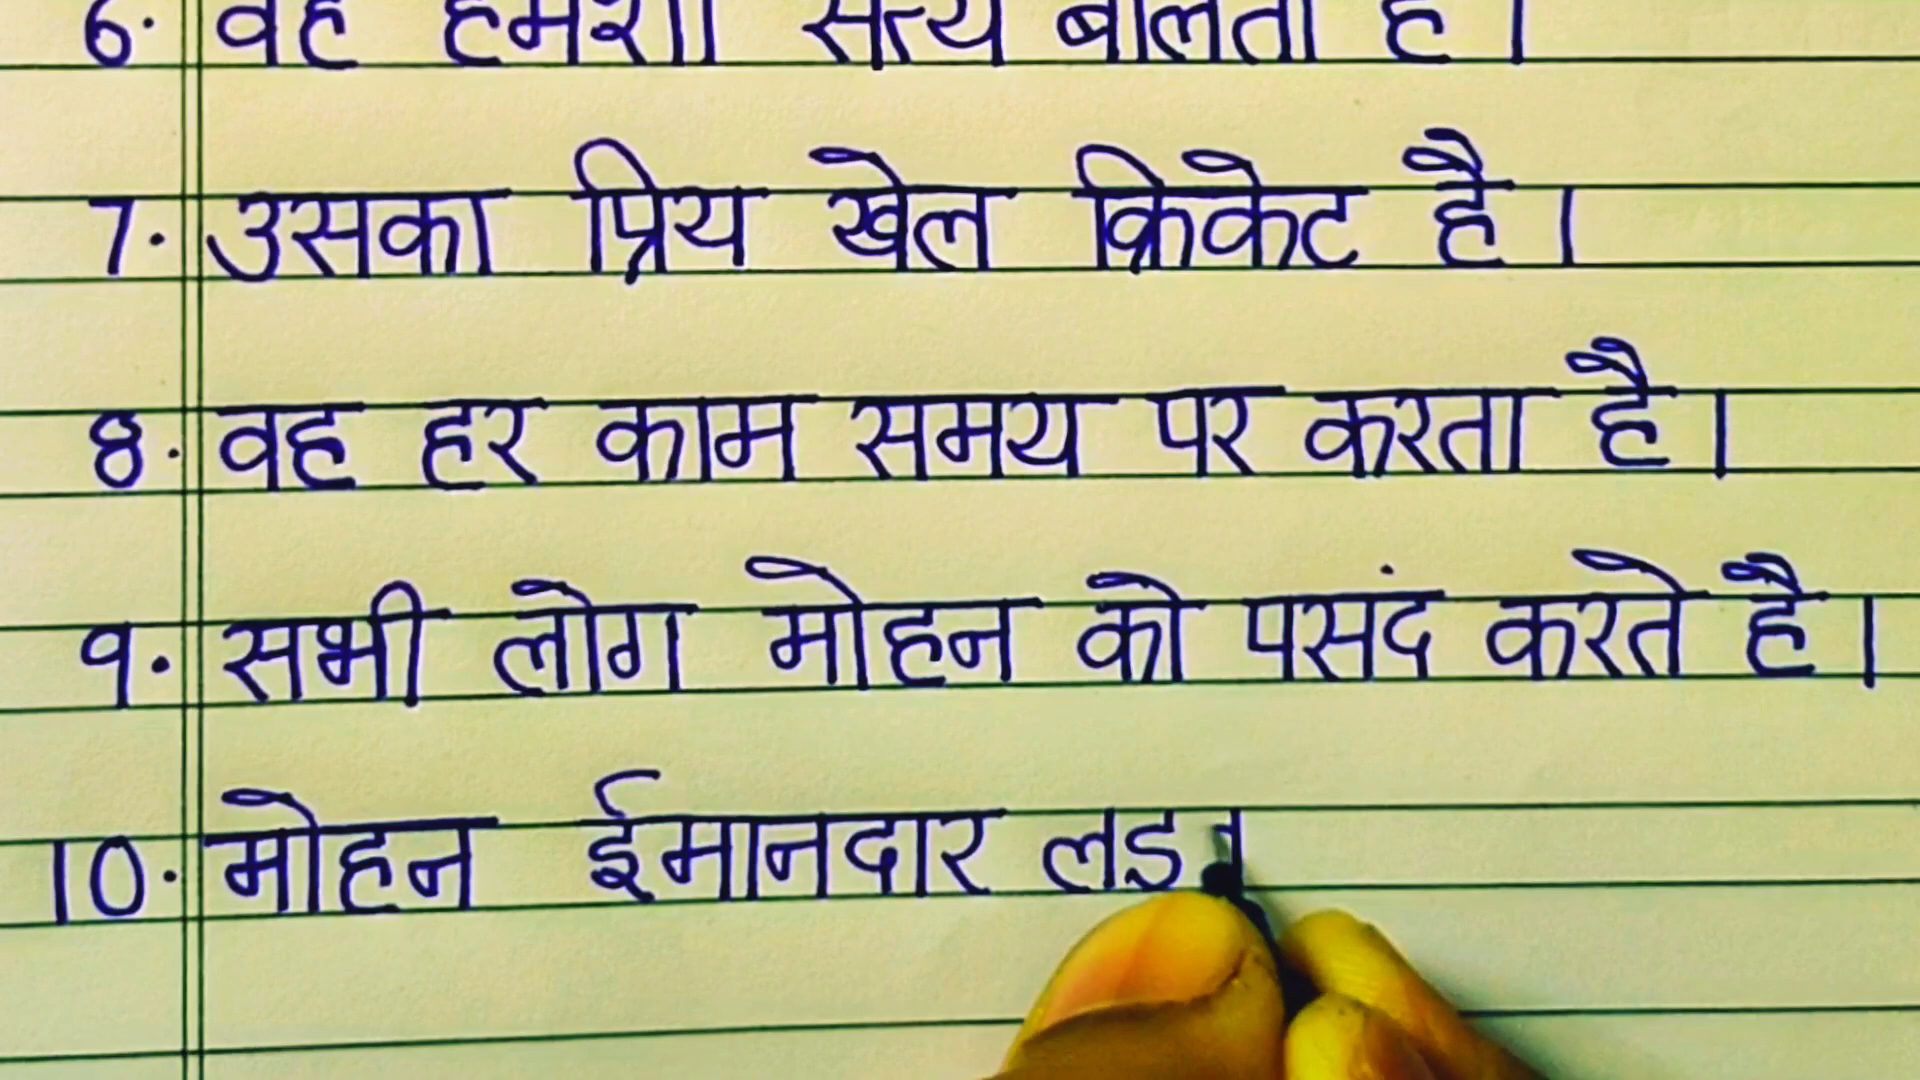 6. वह हमेशा सत्य बोलता है।
7. उसका प्रिय खेल क्रिकेट है।
8. वह हर काम समय पर करता है।
9. सभी लोग मोहन को पसंद करते है।
10. मोहन ईमानदार